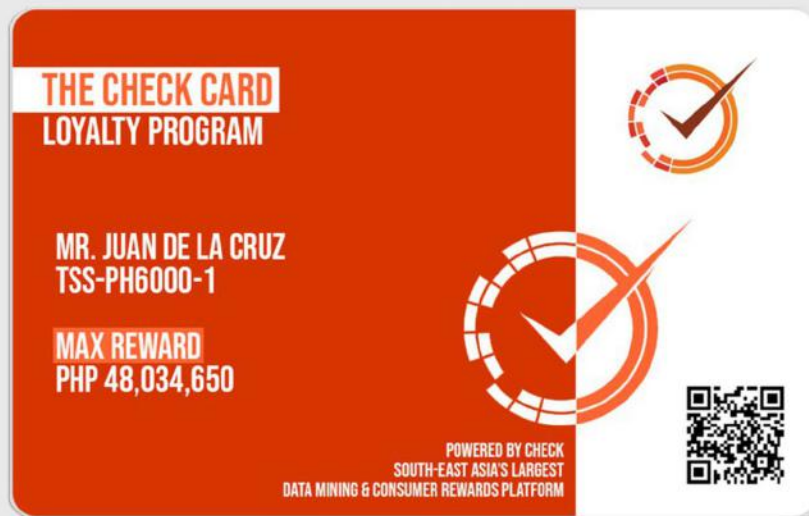 THE CHECK CARD
LOYALTY PROGRAM
MR. JUAN DE LA CRUZ
TSS-PH6000-1
MAX REWARD
PHP 48,034,650
POWERED BY CHECK
SOUTH-EAST ASIA'S LARGEST
DATA MINING & CONSUMER REWARDS PLATFORM